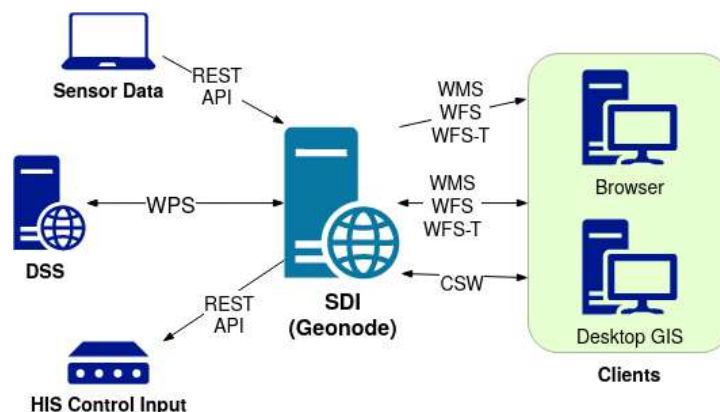 Sensor Data
REST
API
WMS
WFS
WFS-T
Browser
DSS
WPS
WMS
WFS
WFS-T
SDI
(Geonode)
CSW
REST
API
Desktop GIS
Clients
HIS Control Input